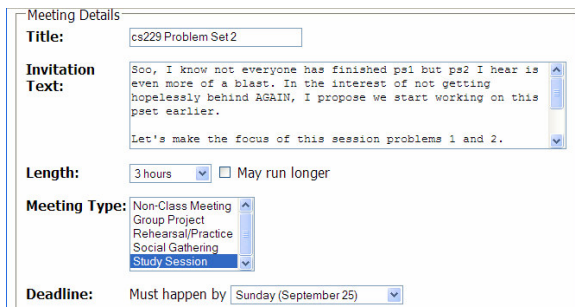 Meeting Details
Title: cs229 Problem Set 2
Invitation Text: Soo, I know not everyone has finished ps1 but ps2 I hear is
even more of a blast. In the interest of not getting
hopelessly behind AGAIN, I propose we start working on this
pset earlier.
Let's make the focus of this session problems 1 and 2.
Length: 3 hours May run longer
Meeting Type: Non-Class Meeting
Group Project
Rehearsal/Practice
Social Gathering
Study Session
Deadline: Must happen by Sunday (September 25)